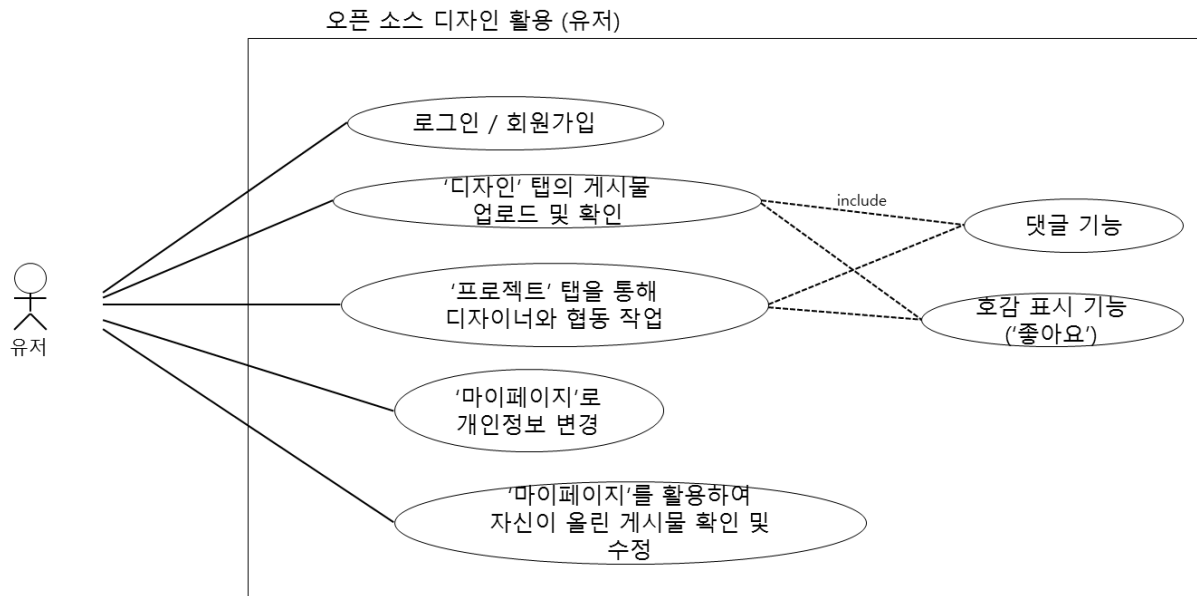 오픈 소스 디자인 활용 (유저)
로그인 / 회원가입
‘디자인’ 탭의 게시물
업로드 및 확인
include
댓글 기능
‘프로젝트’ 탭을 통해
디자이너와 협동 작업
호감 표시 기능
(‘좋아요’)
유저
‘마이페이지’로
개인정보 변경
‘마이페이지’를 활용하여
자신이 올린 게시물 확인 및
수정